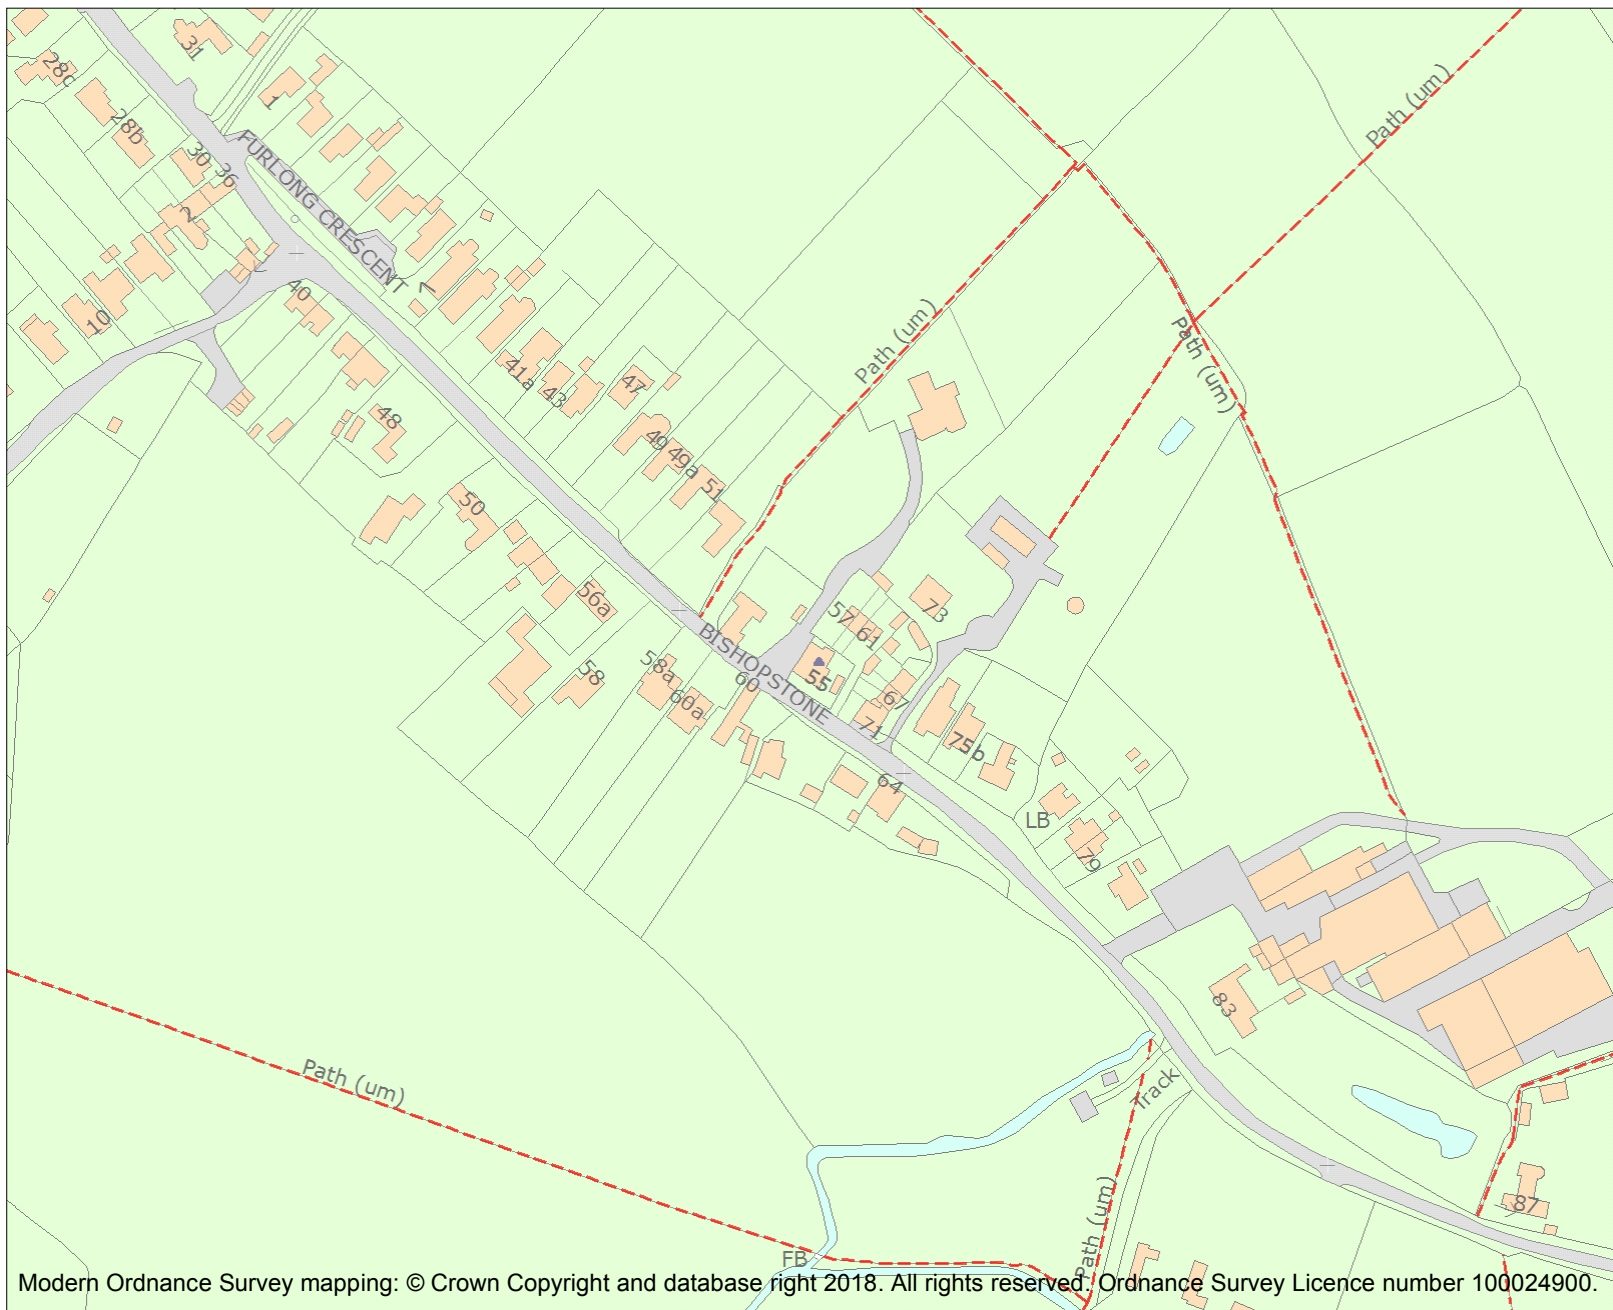 31
28c
1
28b
Path (um)
FURLONG CRESCENT
30
36
2
7
40
10
Path (um)
Path (um)
41a
43
47
48
49
49a
51
50
56a
57
61
73
BISHOPSTONE
58
58a
60
60a
55
67
71
75b
64
LB
79
83
Path (um)
Track
Path (um)
87
FB
Modern Ordnance Survey mapping: © Crown Copyright and database right 2018. All rights reserved. Ordnance Survey Licence number 100024900.